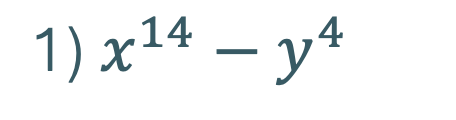 1) x¹⁴ − y⁴